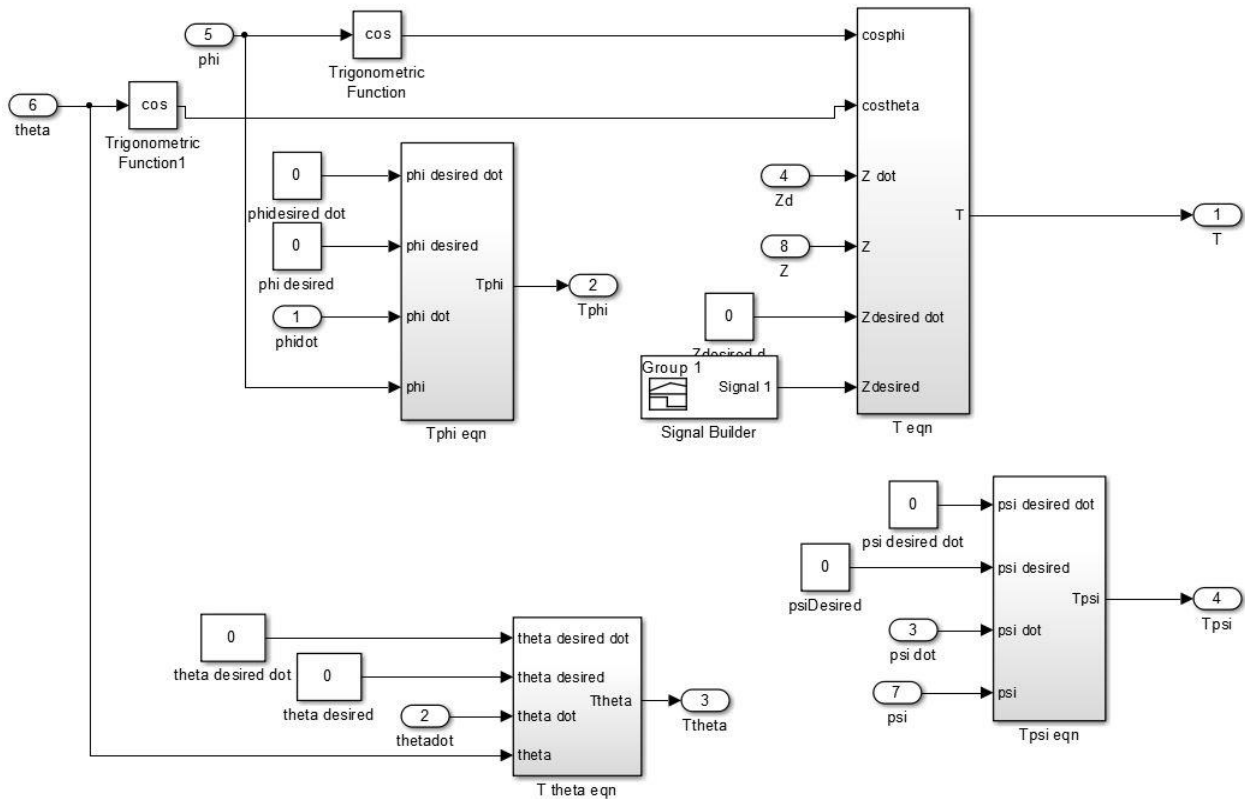 5
phi
cos
Trigonometric
Function
6
theta
cos
Trigonometric
Function1
0
phidesired dot
0
phi desired
1
phidot
phi desired dot
phi desired
phi dot
phi
Tphi
Tphi eqn
2
Tphi
4
Zd
8
Z
0
Zdesired d
Group 1
Signal 1
Signal Builder
cosphi
costheta
Z dot
Z
Zdesired dot
Zdesired
T
T eqn
1
T
0
theta desired dot
0
theta desired
2
thetadot
theta desired dot
theta desired
theta dot
theta
Ttheta
T theta eqn
3
Ttheta
0
psi desired dot
0
psiDesired
3
psi dot
7
psi
psi desired dot
psi desired
psi dot
psi
Tpsi
Tpsi eqn
4
Tpsi